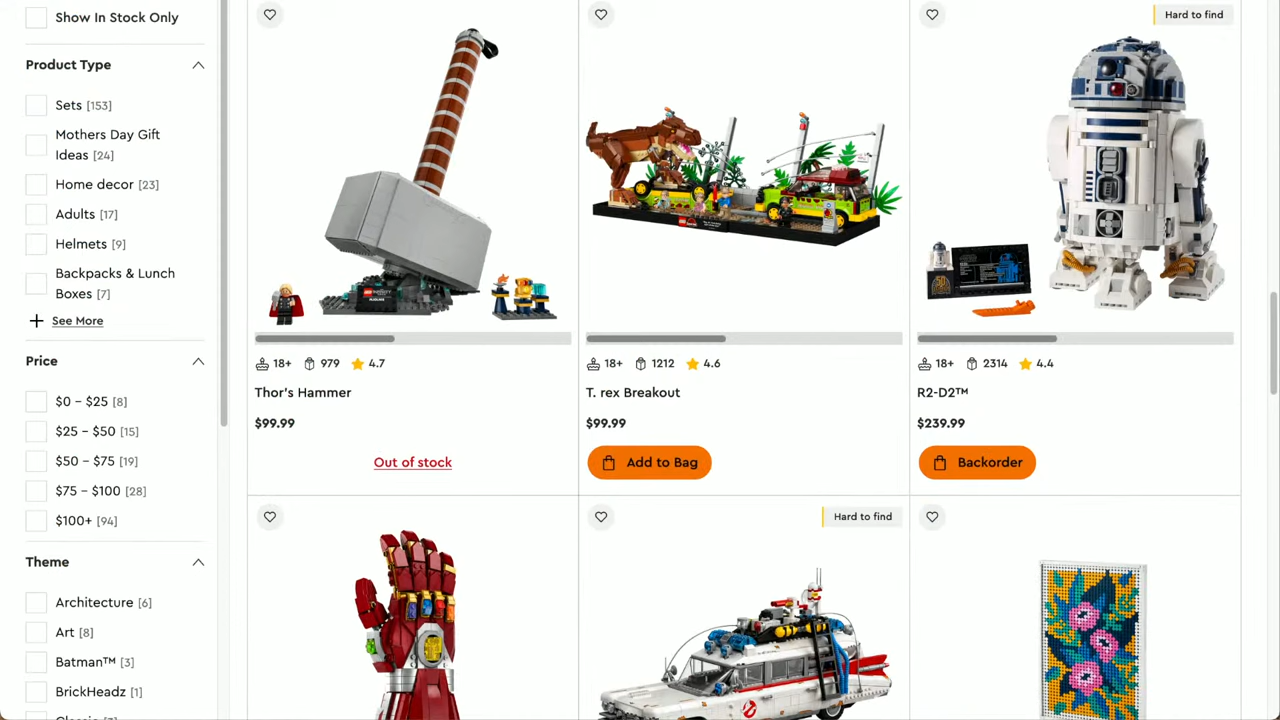 Show In Stock Only
Product Type
Sets [153]
Mothers Day Gift
Ideas [24]
Home decor [23]
Adults [17]
Helmets [9]
Backpacks & Lunch
Boxes [7]
See More
Price
$0 – $25 [8]
$25 – $50 [15]
$50 – $75 [19]
$75 – $100 [28]
$100+ [94]
Theme
Architecture [6]
Art [8]
Batman™ [3]
BrickHeadz [1]
18+ 979 4.7
Thor's Hammer
$99.99
Out of stock
18+ 1212 4.6
T. rex Breakout
$99.99
Add to Bag
Hard to find
18+ 2314 4.4
R2-D2™
$239.99
Backorder
Hard to find